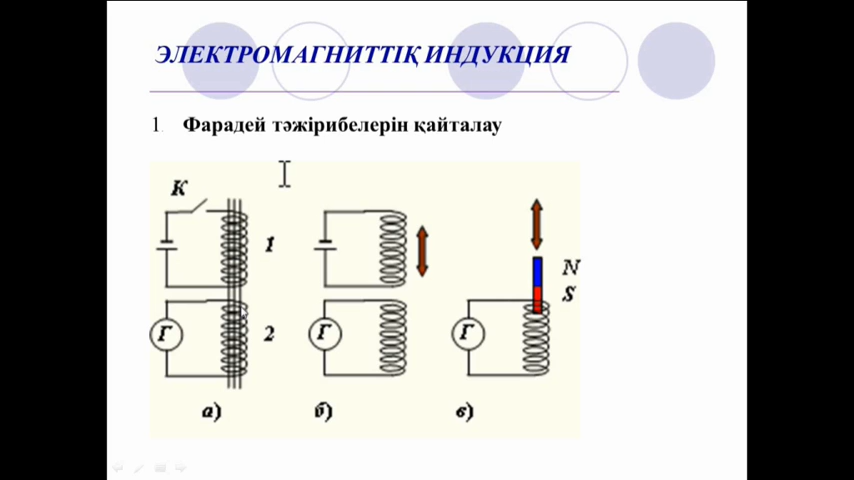 ЭЛЕКТРОМАГНИТТІҚ ИНДУКЦИЯ
1. Фарадей тәжірибелерін қайталау
К
1
N
S
Г
2
Г
Г
а)
б)
в)